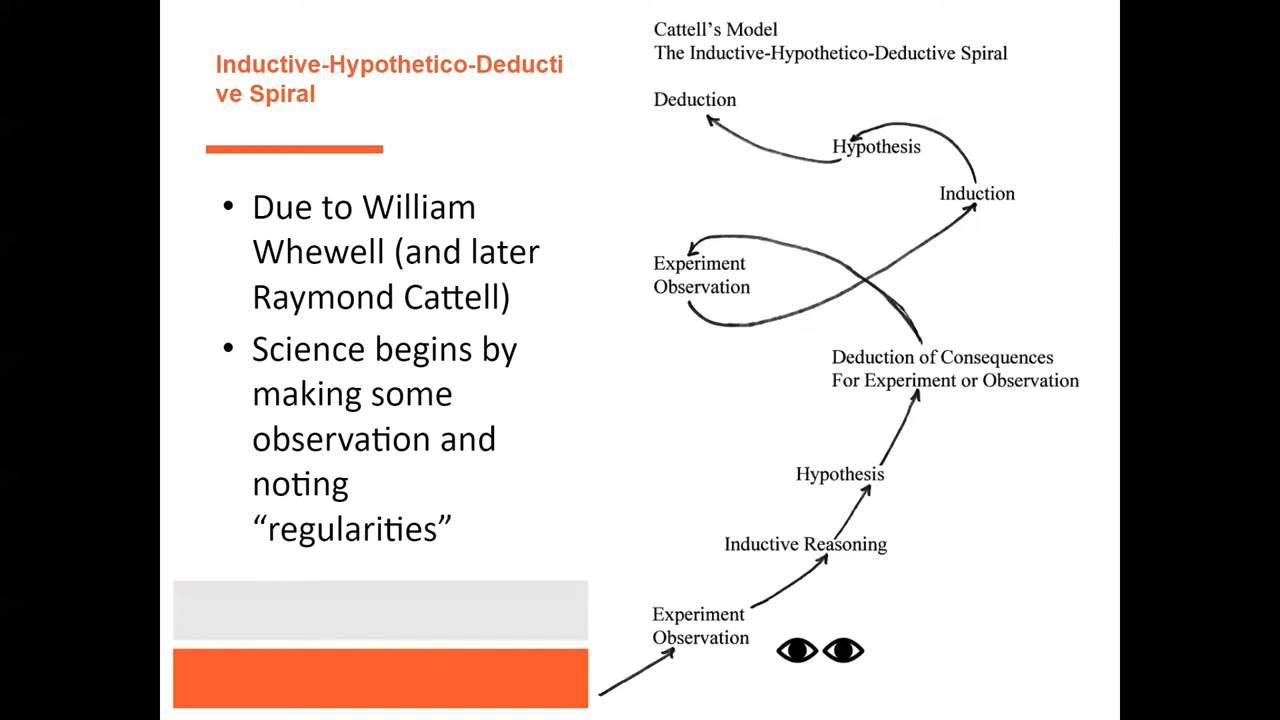 Inductive-Hypothetico-Deducti
ve Spiral
• Due to William
Whewell (and later
Raymond Cattell)
• Science begins by
making some
observation and
noting
“regularities”
Cattell’s Model
The Inductive-Hypothetico-Deductive Spiral
Deduction
Hypothesis
Induction
Experiment
Observation
Deduction of Consequences
For Experiment or Observation
Hypothesis
Inductive Reasoning
Experiment
Observation